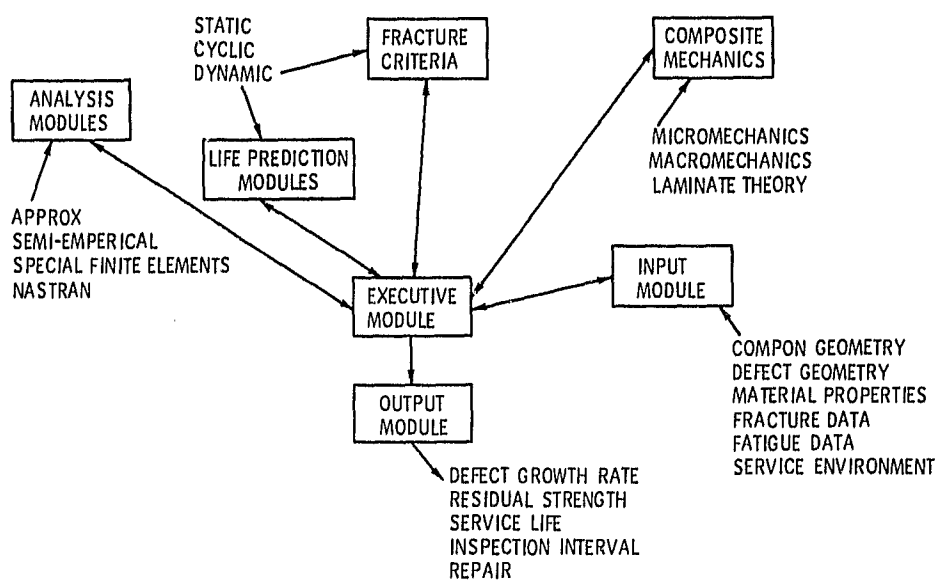 STATIC
CYCLIC
DYNAMIC
FRACTURE
CRITERIA
COMPOSITE
MECHANICS
ANALYSIS
MODULES
LIFE PREDICTION
MODULES
MICROMECHANICS
MACROMECHANICS
LAMINATE THEORY
APPROX
SEMI-EMPERICAL
SPECIAL FINITE ELEMENTS
NASTRAN
EXECUTIVE
MODULE
INPUT
MODULE
COMPON GEOMETRY
DEFECT GEOMETRY
MATERIAL PROPERTIES
FRACTURE DATA
FATIGUE DATA
SERVICE ENVIRONMENT
OUTPUT
MODULE
DEFECT GROWTH RATE
RESIDUAL STRENGTH
SERVICE LIFE
INSPECTION INTERVAL
REPAIR